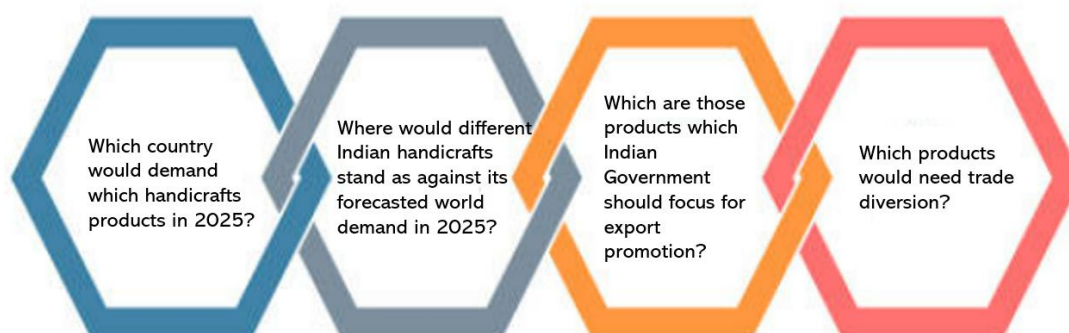 Which country
would demand
which handicrafts
products in 2025?
Where would different
Indian handicrafts
stand as against its
forecasted world
demand in 2025?
Which are those
products which
Indian
Government
should focus for
export
promotion?
Which products
would need trade
diversion?